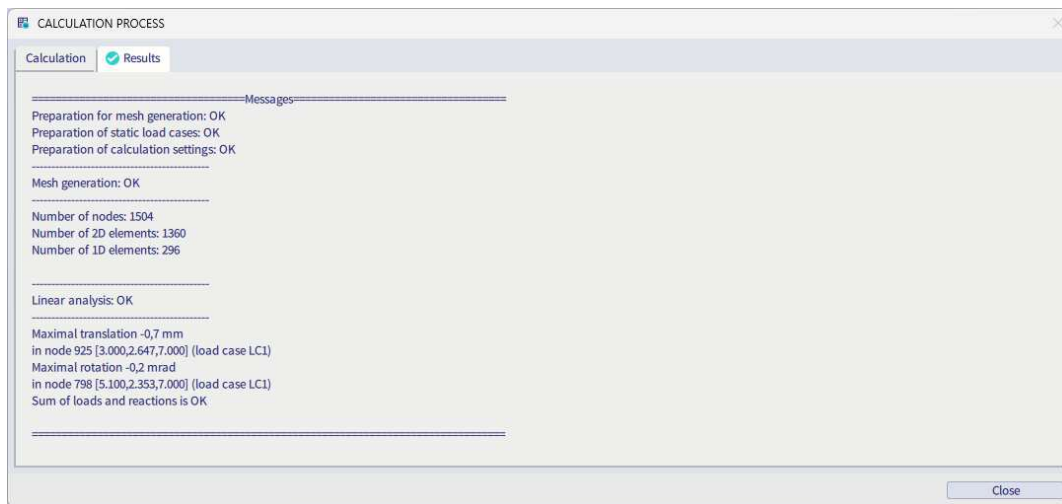 CALCULATION PROCESS
Calculation Results
===================================Messages===================================
Preparation for mesh generation: OK
Preparation of static load cases: OK
Preparation of calculation settings: OK
----------------------------------------------
Mesh generation: OK
----------------------------------------------
Number of nodes: 1504
Number of 2D elements: 1360
Number of 1D elements: 296
----------------------------------------------
Linear analysis: OK
----------------------------------------------
Maximal translation -0,7 mm
in node 925 [3.000,2.647,7.000] (load case LC1)
Maximal rotation -0,2 mrad
in node 798 [5.100,2.353,7.000] (load case LC1)
Sum of loads and reactions is OK
==============================================================================
Close